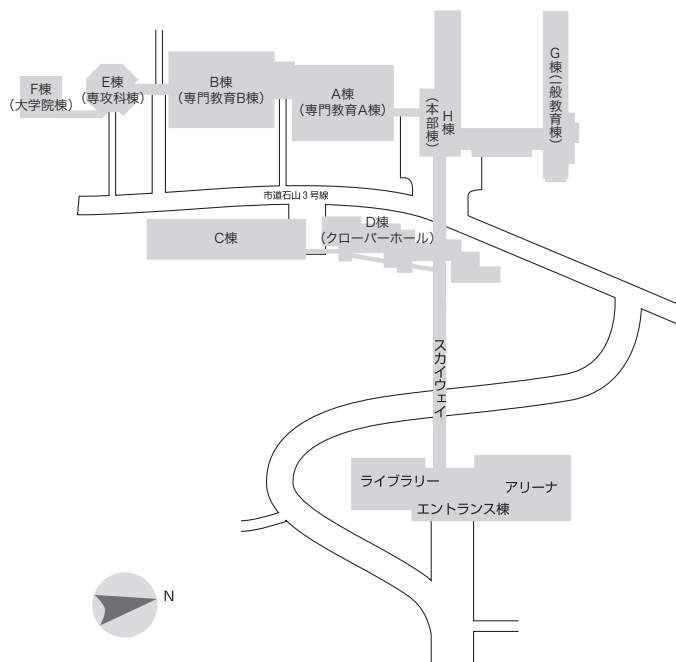 F棟
(大学院棟)
E棟
(専攻科棟)
B棟
(専門教育B棟)
A棟
(専門教育A棟)
H棟
(本部棟)
G棟(一般教育棟)
市道石山3号線
C棟
D棟
(クローバーホール)
スカイウェイ
ライブラリー
アリーナ
エントランス棟
N